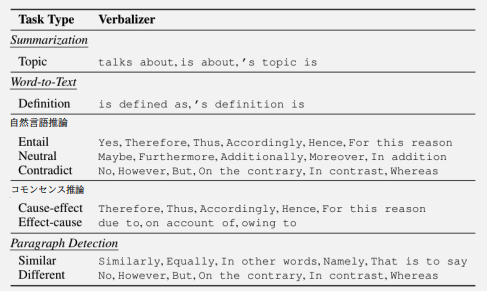 Task Type Verbalizer
Summarization
Topic talks about, is about, 's topic is
Word-to-Text
Definition is defined as, 's definition is
自然言語推論
Entail Yes, Therefore, Thus, Accordingly, Hence, For this reason
Neutral Maybe, Furthermore, Additionally, Moreover, In addition
Contradict No, However, But, On the contrary, In contrast, Whereas
コモンセンス推論
Cause-effect Therefore, Thus, Accordingly, Hence, For this reason
Effect-cause due to, on account of, owing to
Paragraph Detection
Similar Similarly, Equally, In other words, Namely, That is to say
Different No, However, But, On the contrary, In contrast, Whereas